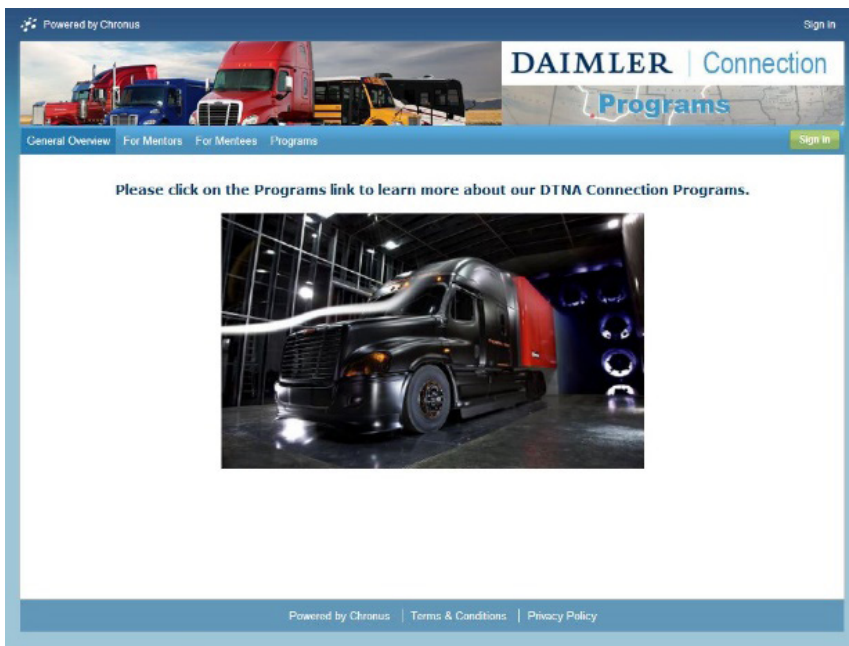 Powered by Chronus
Sign in
DAIMLER | Connection
Programs
General Overview For Mentors For Mentees Programs
Sign in
Please click on the Programs link to learn more about our DTNA Connection Programs.
Powered by Chronus | Terms & Conditions | Privacy Policy